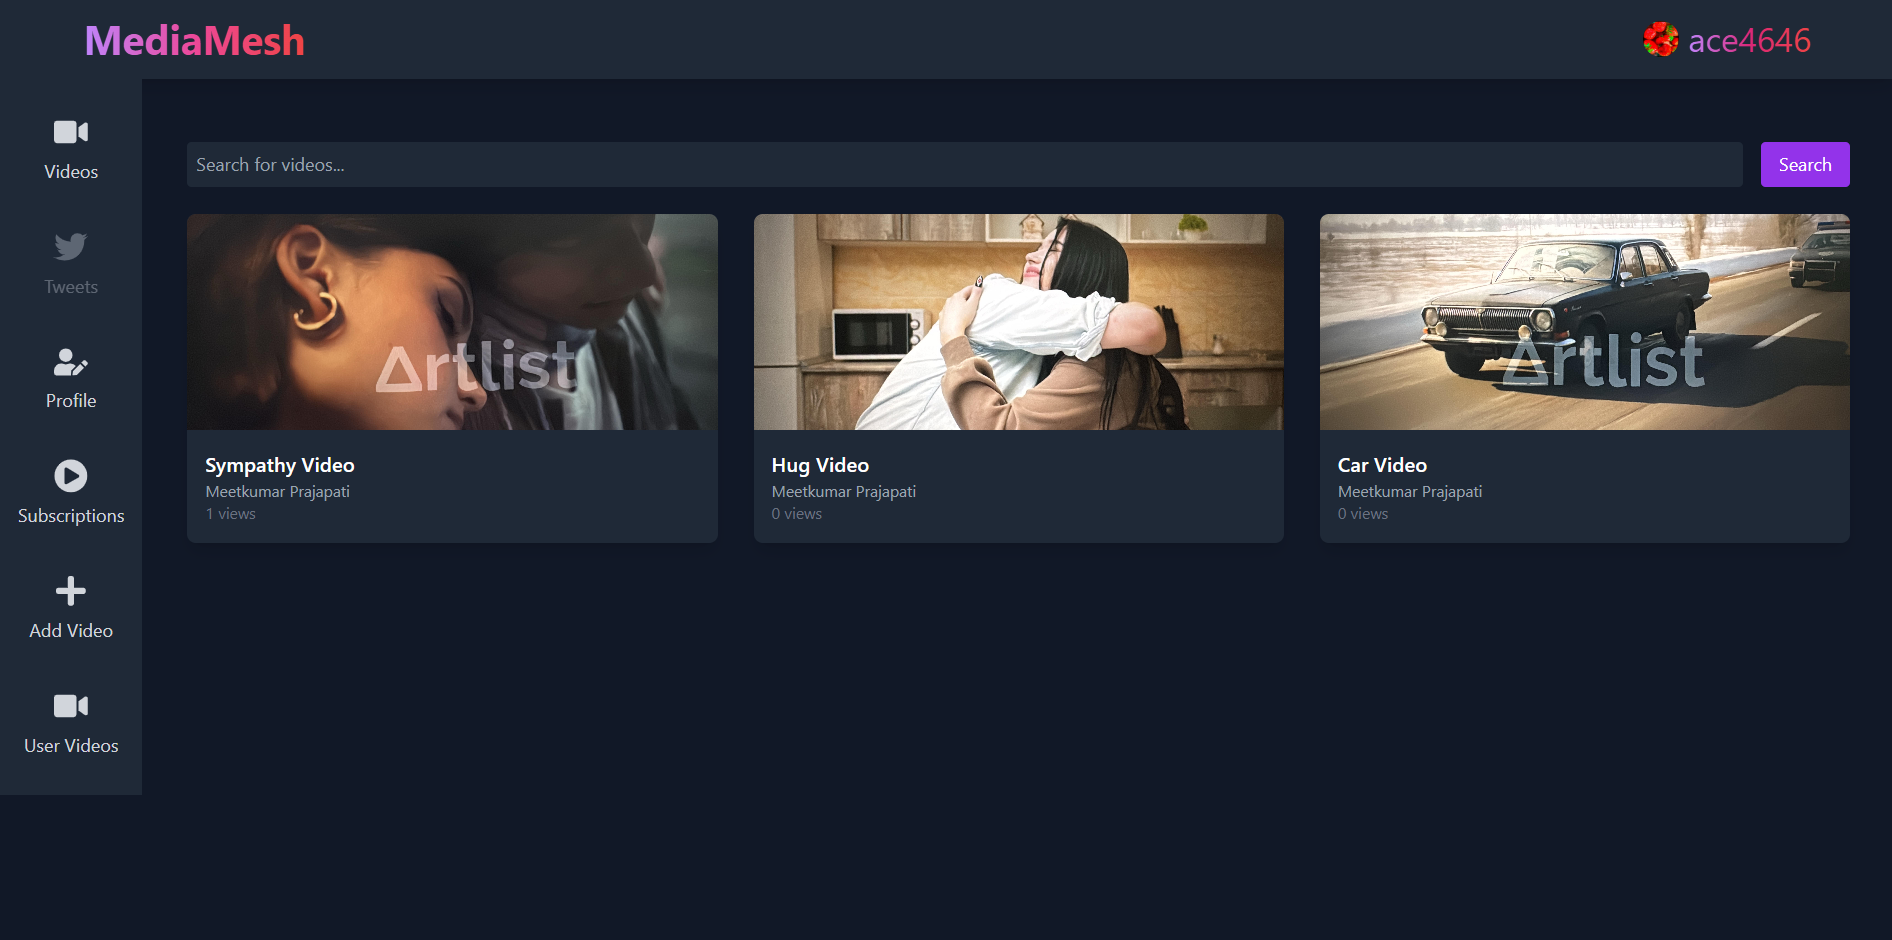 MediaMesh
ace4646
Videos
Tweets
Profile
Subscriptions
Add Video
User Videos
Search for videos...
Search
Artlist
Artlist
Sympathy Video
Meetkumar Prajapati
1 views
Hug Video
Meetkumar Prajapati
0 views
Car Video
Meetkumar Prajapati
0 views